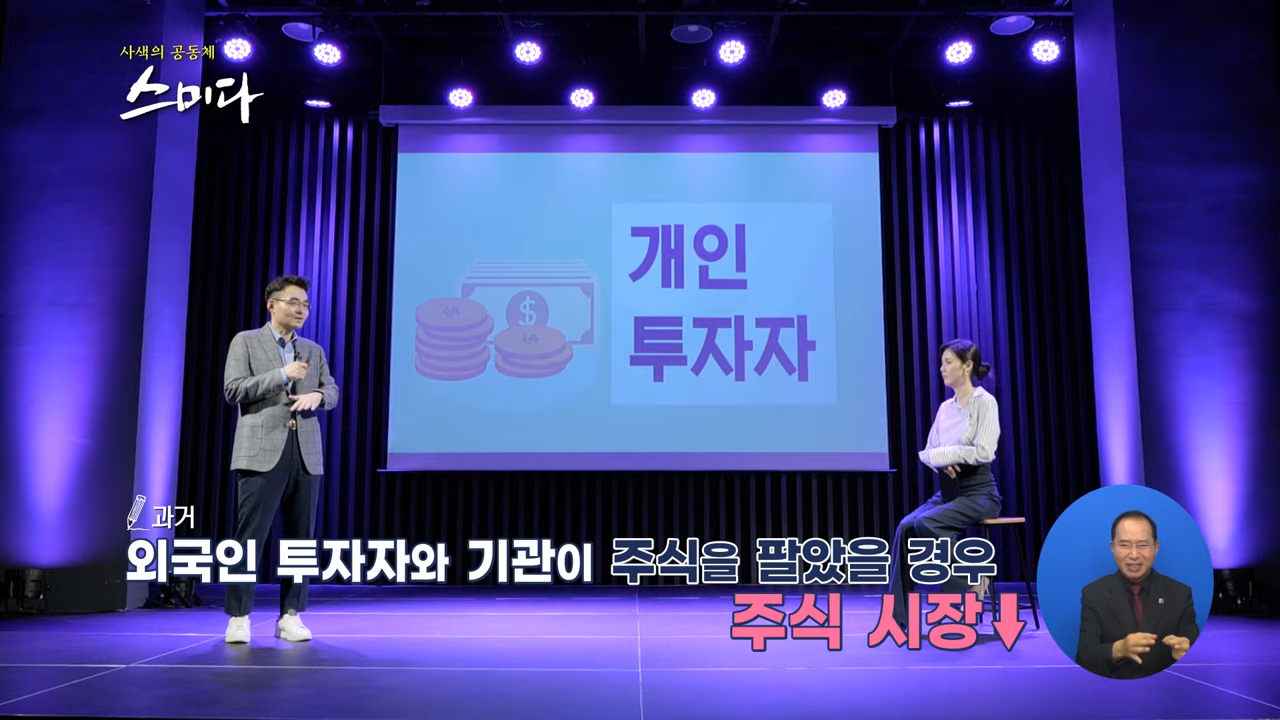 사색의 공동체
스미다
개인
투자자
과거
외국인 투자자와 기관이 주식을 팔았을 경우
주식 시장↓